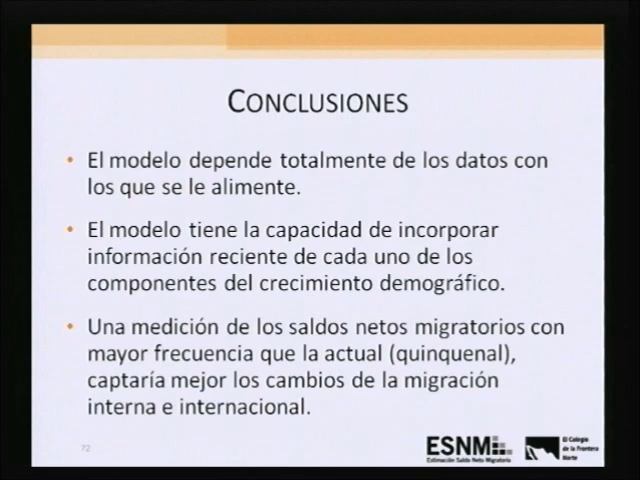 CONCLUSIONES
• El modelo depende totalmente de los datos con
los que se le alimente.
• El modelo tiene la capacidad de incorporar
información reciente de cada uno de los
componentes del crecimiento demográfico.
• Una medición de los saldos netos migratorios con
mayor frecuencia que la actual (quinquenal),
captaría mejor los cambios de la migración
interna e internacional.
72
ESNM
Estimación Saldo Neto Migratorio
El Colegio
de la Frontera
Norte